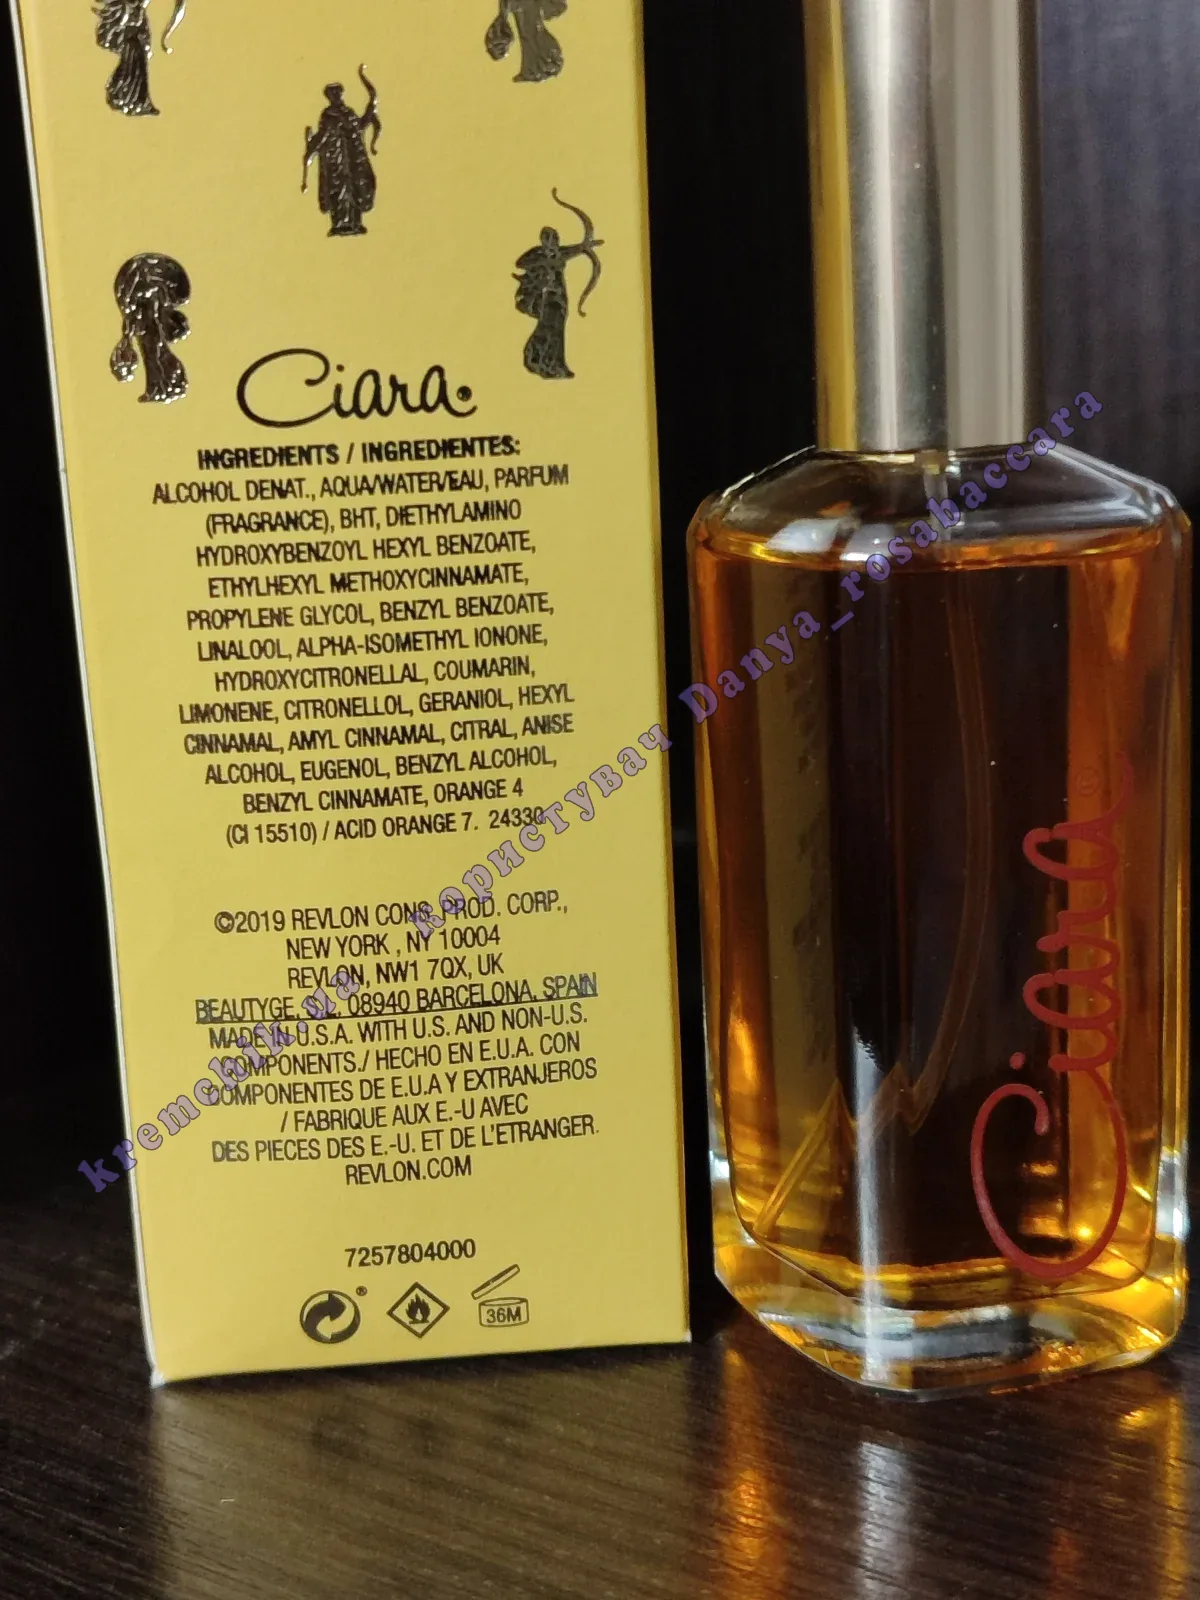 Ciara®
INGREDIENTS / INGREDIENTES:
ALCOHOL DENAT., AQUA/WATER/EAU, PARFUM
(FRAGRANCE), BHT, DIETHYLAMINO
HYDROXYBENZOYL HEXYL BENZOATE,
ETHYLHEXYL METHOXYCINNAMATE,
PROPYLENE GLYCOL, BENZYL BENZOATE,
LINALOOL, ALPHA-ISOMETHYL IONONE,
HYDROXYCITRONELLAL, COUMARIN,
LIMONENE, CITRONELLOL, GERANIOL, HEXYL
CINNAMAL, AMYL CINNAMAL, CITRAL, ANISE
ALCOHOL, EUGENOL, BENZYL ALCOHOL,
BENZYL CINNAMATE, ORANGE 4
(CI 15510) / ACID ORANGE 7. 24330
©2019 REVLON CONS. PROD. CORP.,
NEW YORK , NY 10004
REVLON, NW1 7QX, UK
BEAUTYGE, S.L. 08940 BARCELONA, SPAIN
MADE IN U.S.A. WITH U.S. AND NON-U.S.
COMPONENTS./ HECHO EN E.U.A. CON
COMPONENTES DE E.U.A Y EXTRANJEROS
/ FABRIQUE AUX E.-U AVEC
DES PIECES DES E.-U. ET DE L'ETRANGER.
REVLON.COM
7257804000
36M
Ciara®
kremchik.ua користувач Danya_rosabaccara